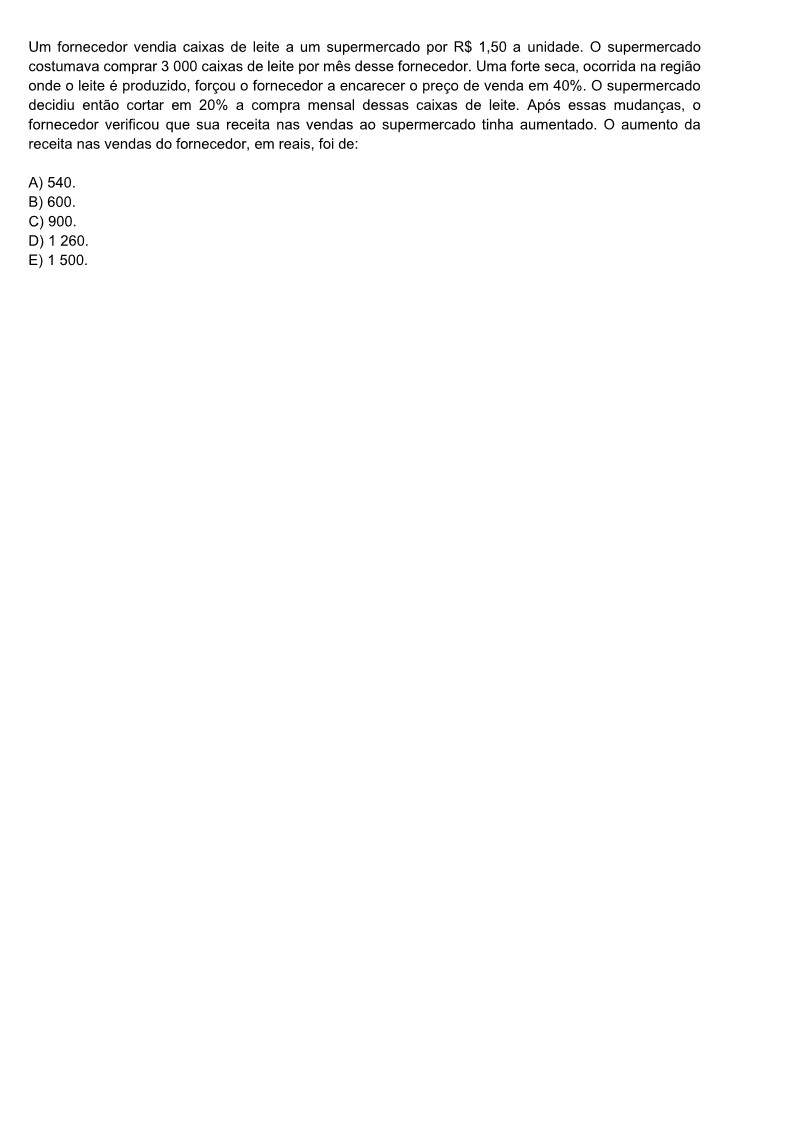 Um fornecedor vendia caixas de leite a um supermercado por R$ 1,50 a unidade. O supermercado
costumava comprar 3 000 caixas de leite por mês desse fornecedor. Uma forte seca, ocorrida na região
onde o leite é produzido, forçou o fornecedor a encarecer o preço de venda em 40%. O supermercado
decidiu então cortar em 20% a compra mensal dessas caixas de leite. Após essas mudanças, o
fornecedor verificou que sua receita nas vendas ao supermercado tinha aumentado. O aumento da
receita nas vendas do fornecedor, em reais, foi de:
A) 540.
B) 600.
C) 900.
D) 1 260.
E) 1 500.